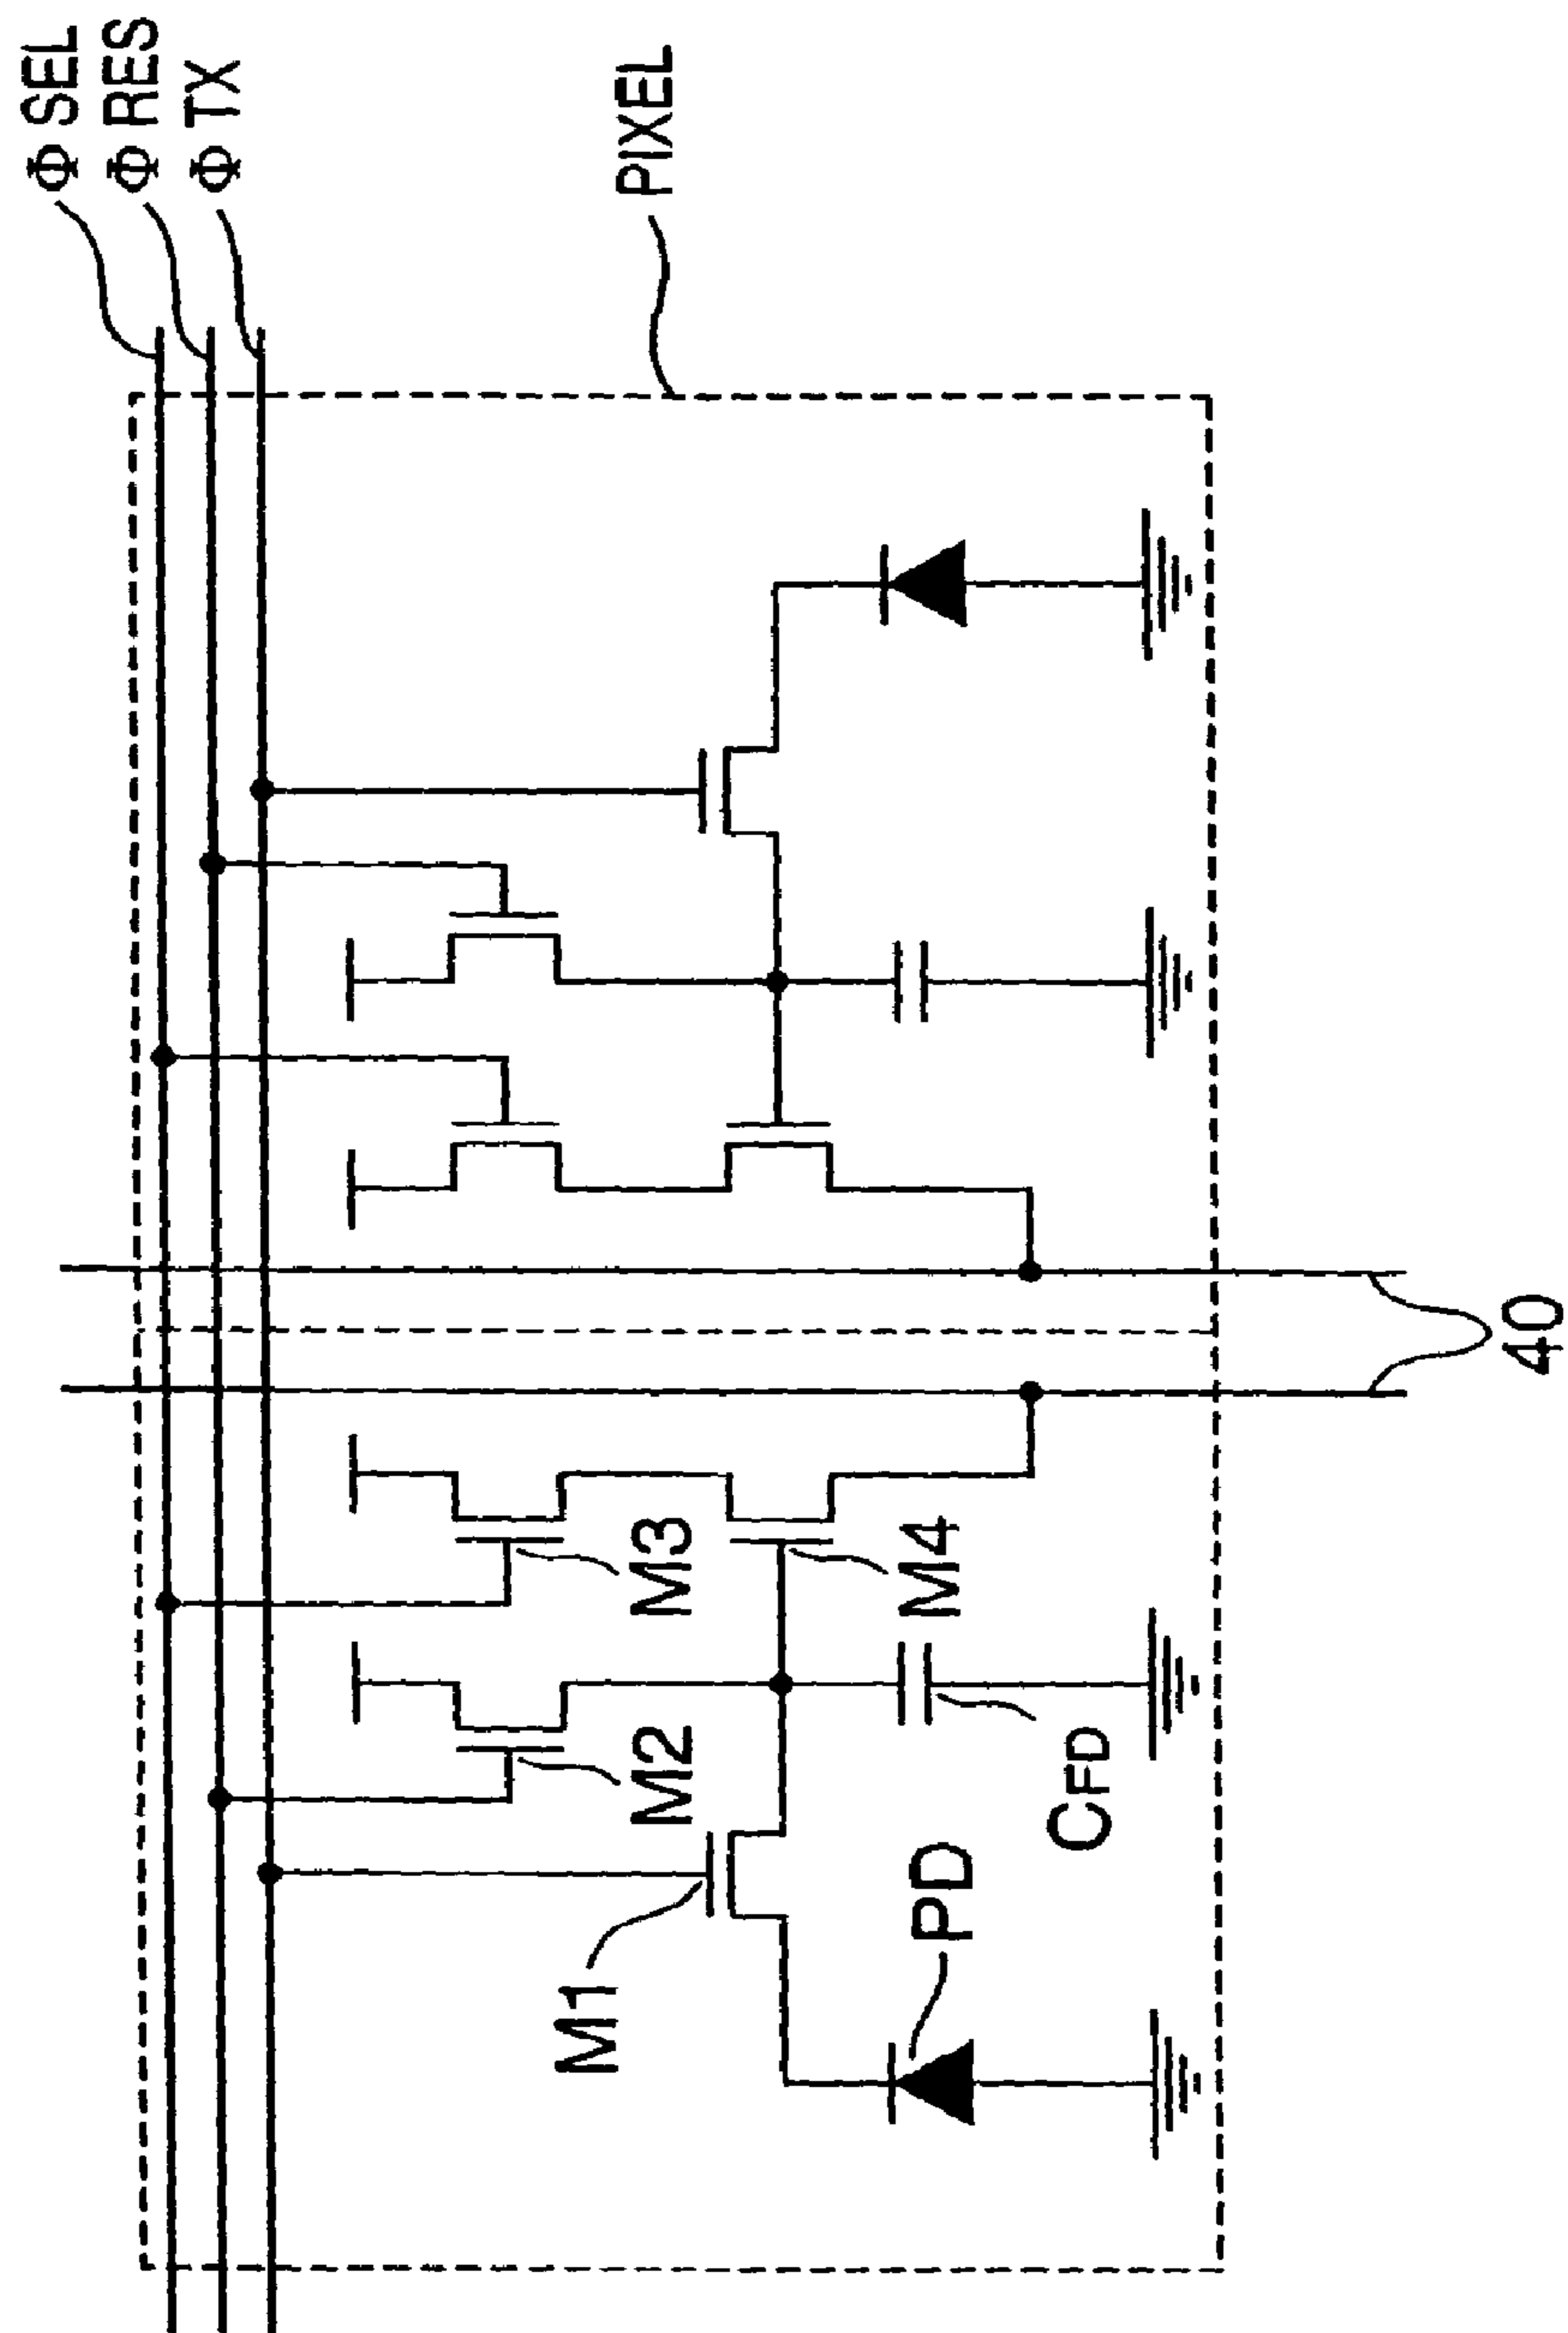 Φ SEL
Φ RES
Φ TX
PIXEL
M3
M2
M4
M1
PD
CFD
40